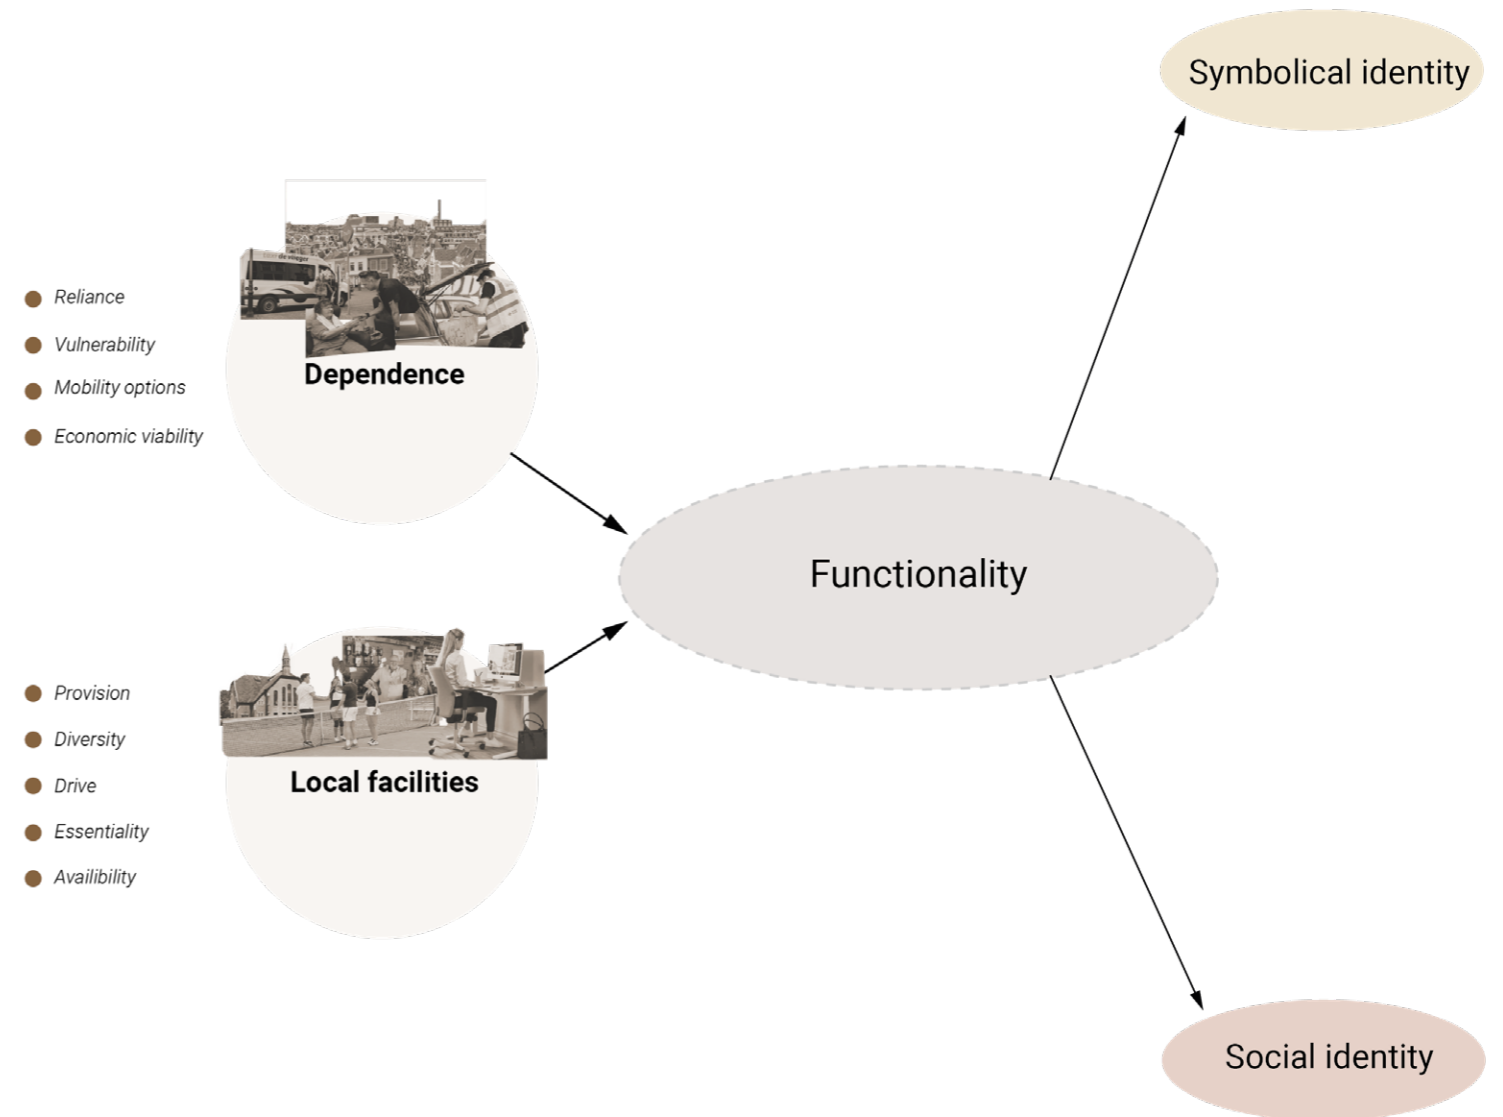 Symbolical identity
Reliance
Vulnerability
Mobility options
Economic viability
Dependence
Functionality
Provision
Diversity
Drive
Essentiality
Availibility
Local facilities
Social identity